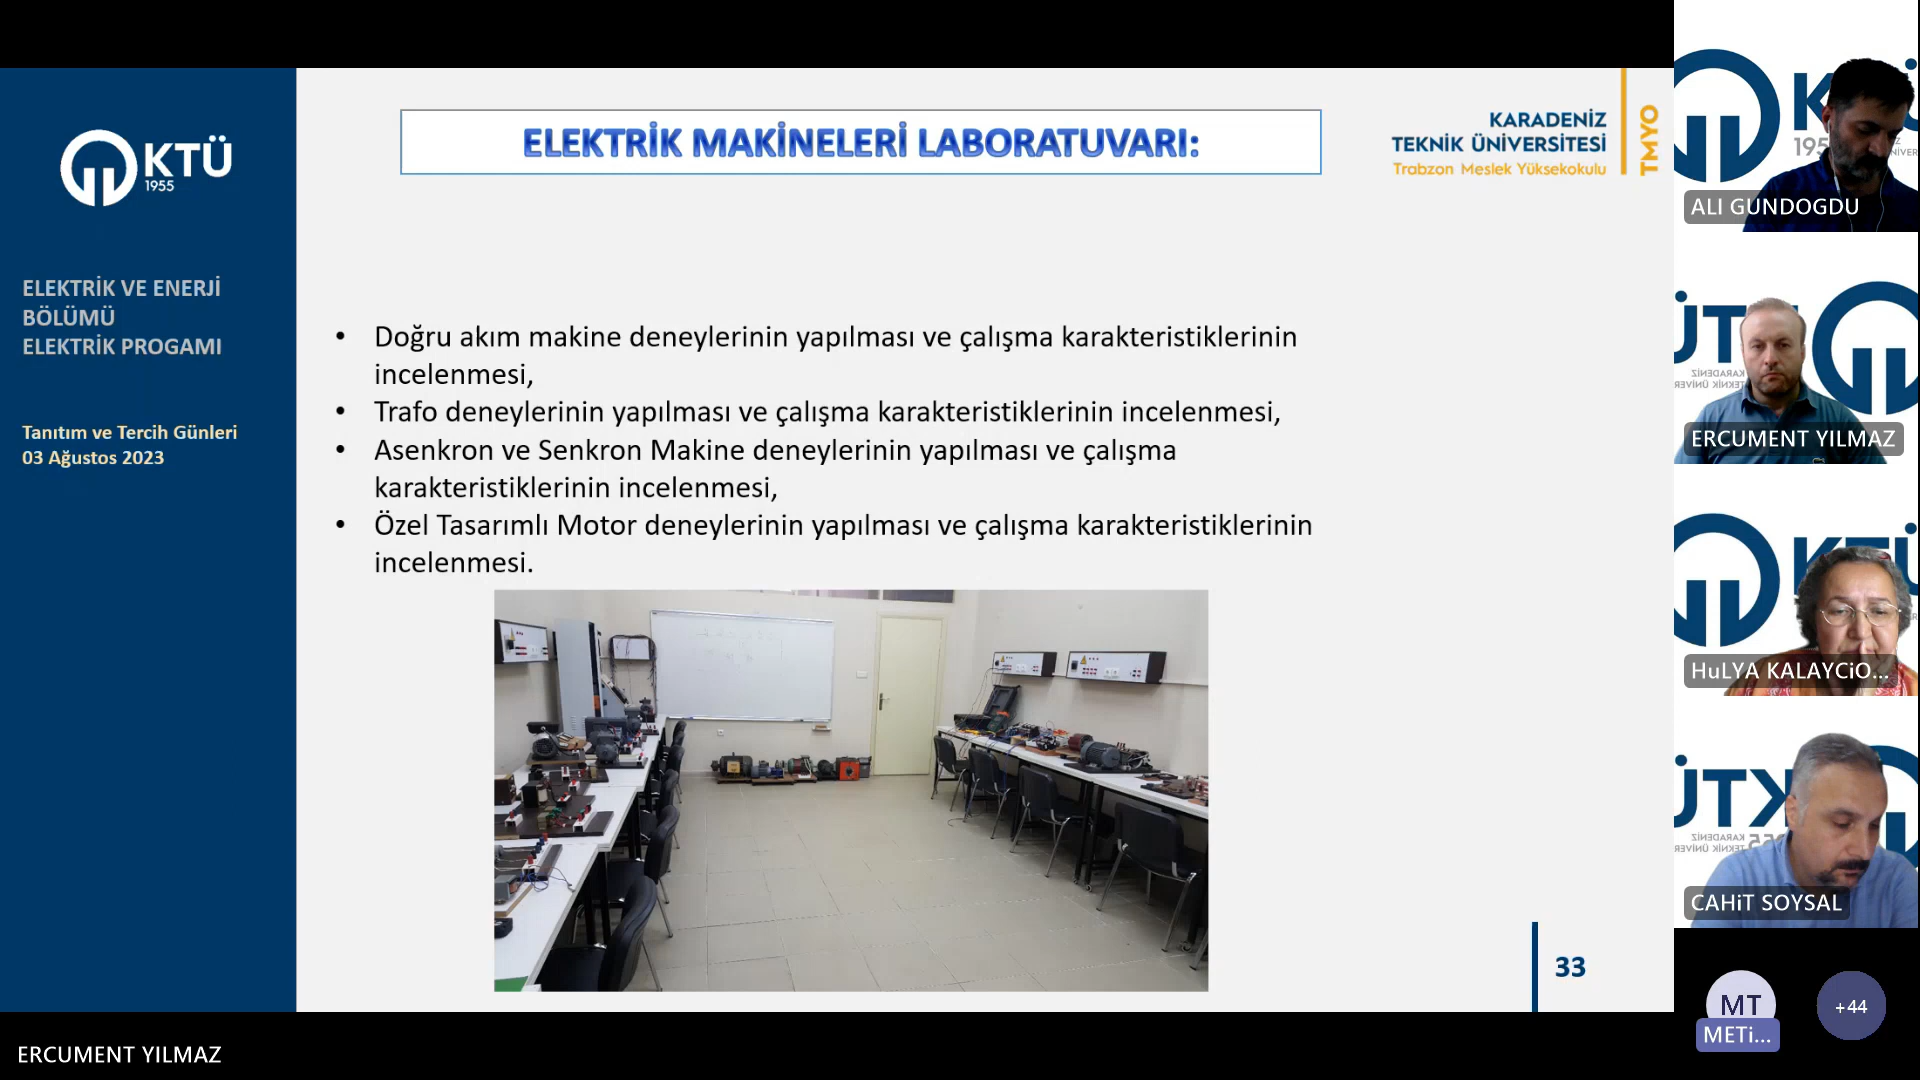 KTÜ
1955
ELEKTRİK VE ENERJİ
BÖLÜMÜ
ELEKTRİK PROGAMI
Tanıtım ve Tercih Günleri
03 Ağustos 2023
ELEKTRİK MAKİNELERİ LABORATUVARI:
KARADENİZ
TEKNİK ÜNİVERSİTESİ
Trabzon Meslek Yüksekokulu
TMYO
• Doğru akım makine deneylerinin yapılması ve çalışma karakteristiklerinin
incelenmesi,
• Trafo deneylerinin yapılması ve çalışma karakteristiklerinin incelenmesi,
• Asenkron ve Senkron Makine deneylerinin yapılması ve çalışma
karakteristiklerinin incelenmesi,
• Özel Tasarımlı Motor deneylerinin yapılması ve çalışma karakteristiklerinin
incelenmesi.
33
ERCUMENT YILMAZ
ALI GUNDOGDU
ERCUMENT YILMAZ
HuLYA KALAYCiO...
CAHiT SOYSAL
MT
METi...
+44